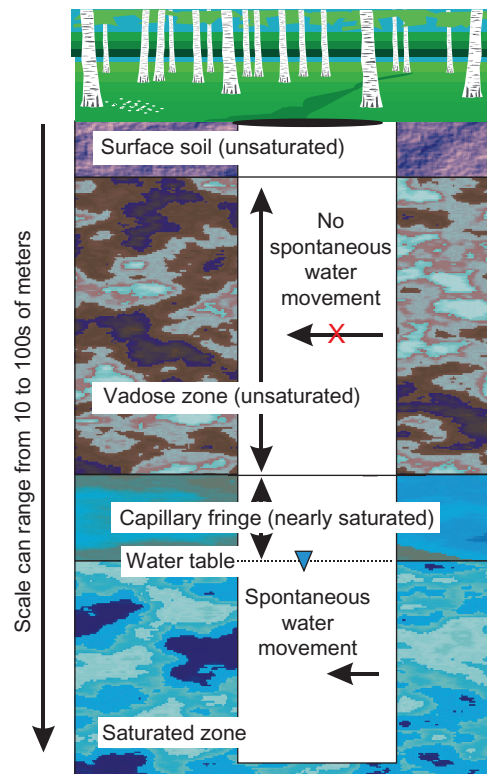 Scale can range from 10 to 100s of meters
Surface soil (unsaturated)
No
spontaneous
water
movement
X
Vadose zone (unsaturated)
Capillary fringe (nearly saturated)
Water table
Spontaneous
water
movement
Saturated zone